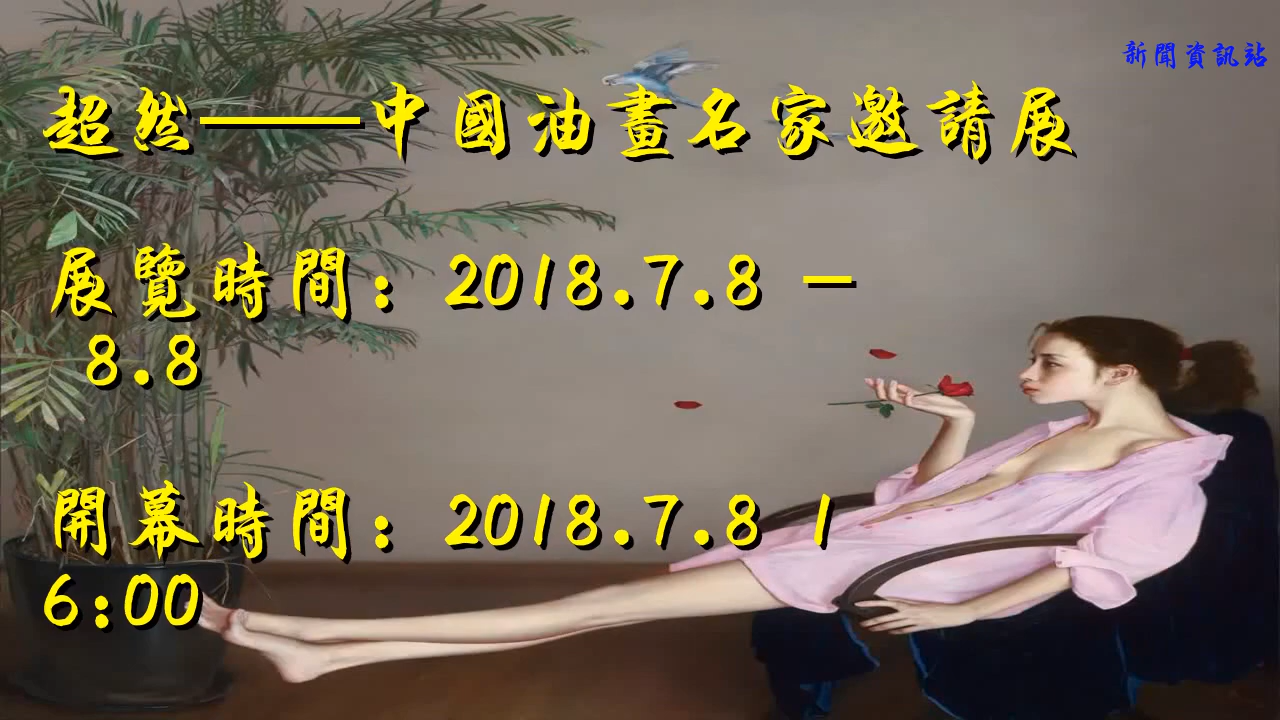 新聞資訊站
超然——中國油畫名家邀請展
展覽時間：2018.7.8 —
8.8
開幕時間：2018.7.8 1
6:00